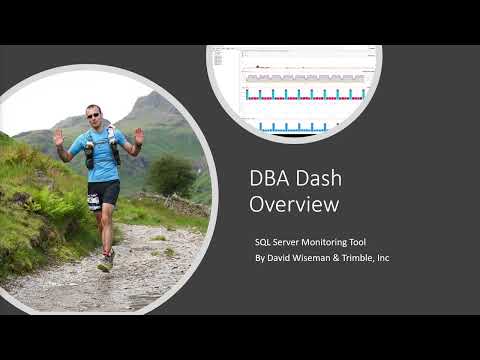 DBA Dash
Overview
SQL Server Monitoring Tool
By David Wiseman & Trimble, Inc